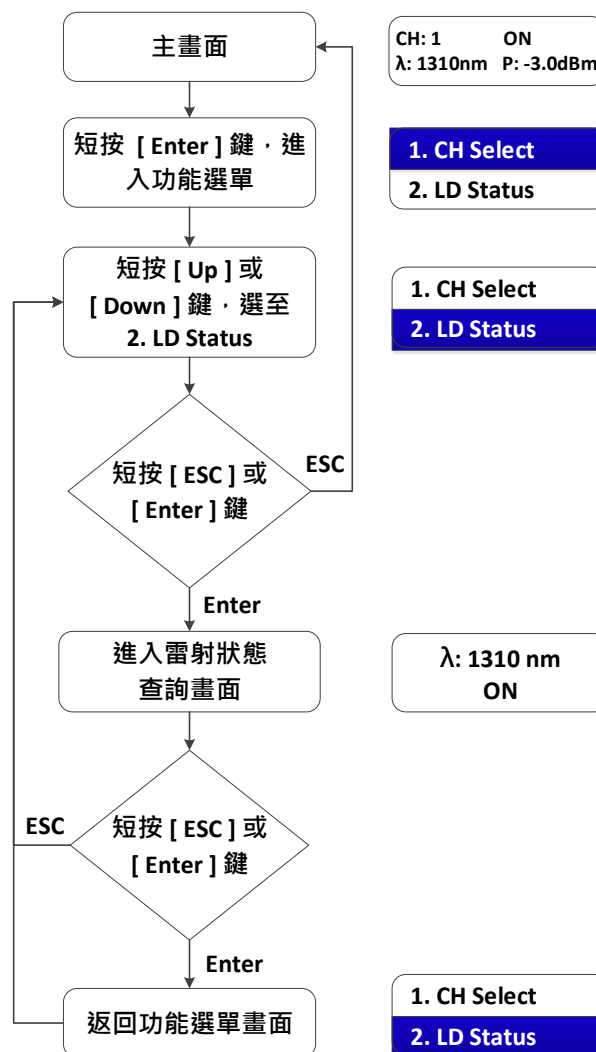 主畫面
CH: 1 ON
λ: 1310nm P: -3.0dBm
短按 [ Enter ] 鍵，進
入功能選單
1. CH Select
2. LD Status
短按 [ Up ] 或
[ Down ] 鍵，選至
2. LD Status
1. CH Select
2. LD Status
短按 [ ESC ] 或
[ Enter ] 鍵
ESC
Enter
進入雷射狀態
查詢畫面
λ: 1310 nm
ON
ESC
短按 [ ESC ] 或
[ Enter ] 鍵
Enter
返回功能選單畫面
1. CH Select
2. LD Status